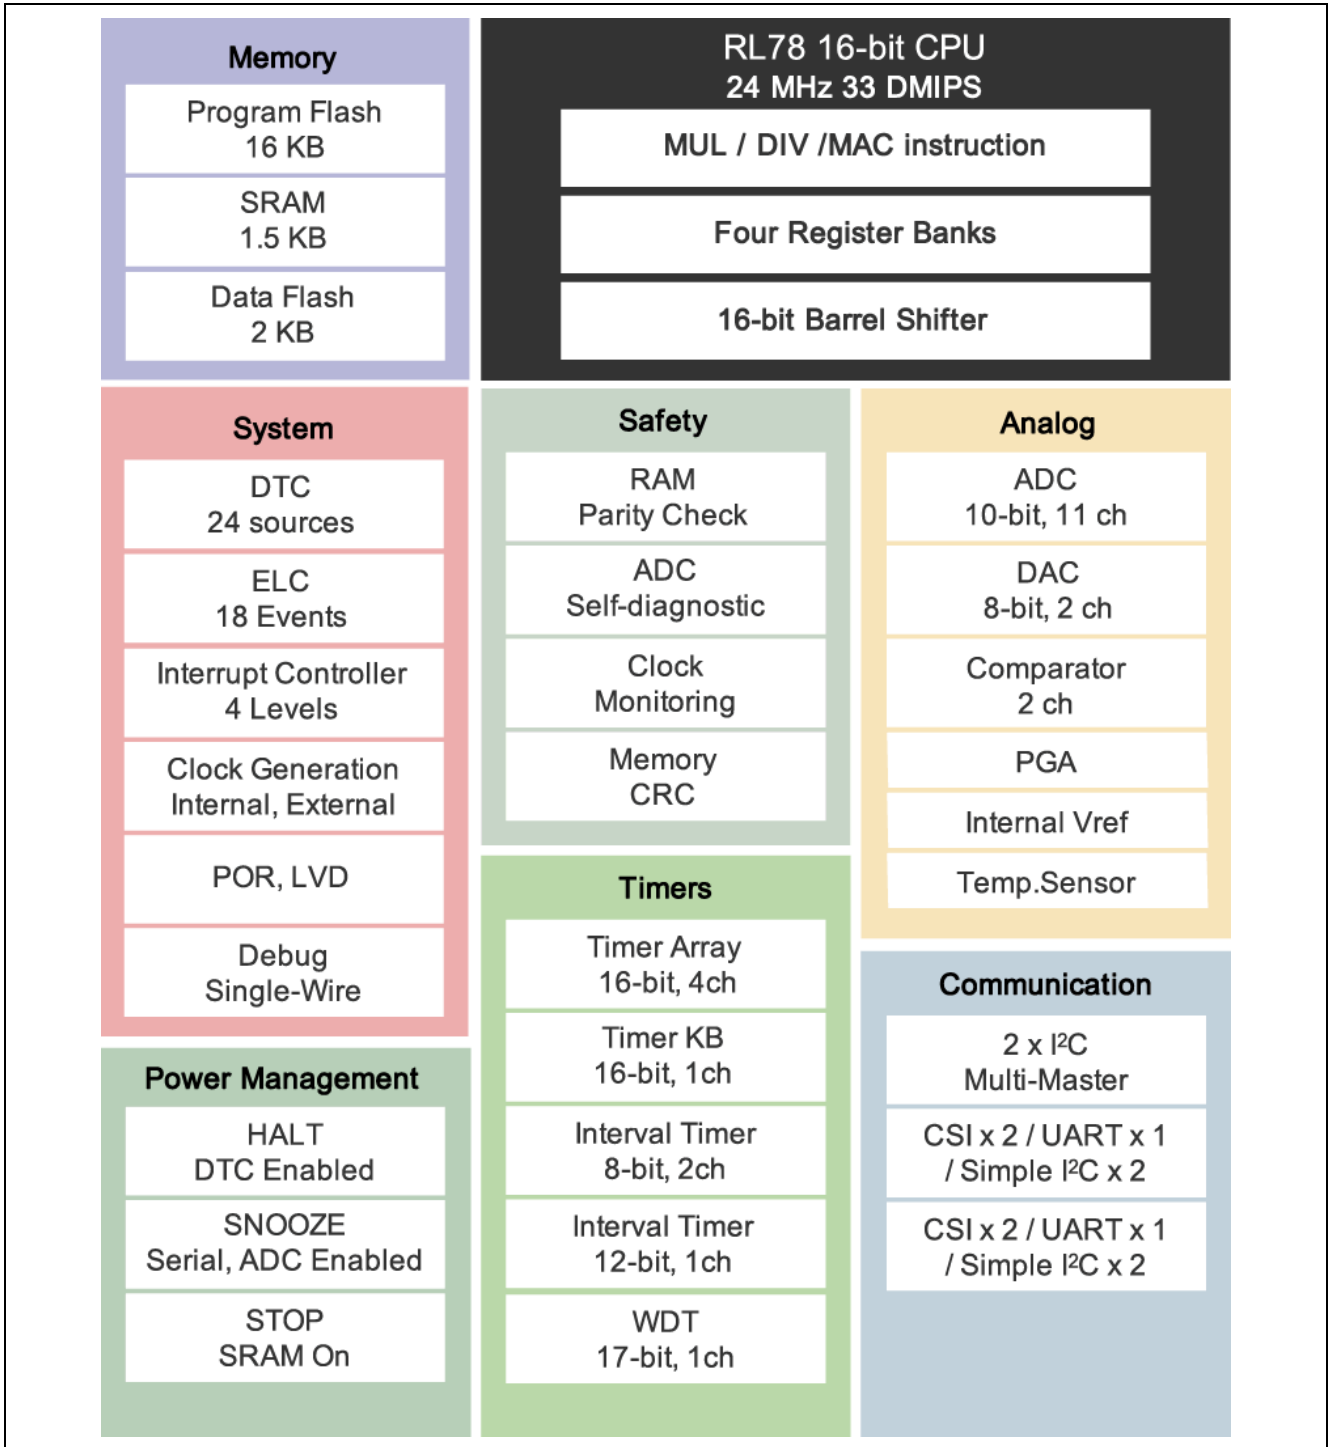 Memory
Program Flash
16 KB
SRAM
1.5 KB
Data Flash
2 KB
RL78 16-bit CPU
24 MHz 33 DMIPS
MUL / DIV /MAC instruction
Four Register Banks
16-bit Barrel Shifter
System
DTC
24 sources
ELC
18 Events
Interrupt Controller
4 Levels
Clock Generation
Internal, External
POR, LVD
Debug
Single-Wire
Safety
RAM
Parity Check
ADC
Self-diagnostic
Clock
Monitoring
Memory
CRC
Analog
ADC
10-bit, 11 ch
DAC
8-bit, 2 ch
Comparator
2 ch
PGA
Internal Vref
Temp.Sensor
Power Management
HALT
DTC Enabled
SNOOZE
Serial, ADC Enabled
STOP
SRAM On
Timers
Timer Array
16-bit, 4ch
Timer KB
16-bit, 1ch
Interval Timer
8-bit, 2ch
Interval Timer
12-bit, 1ch
WDT
17-bit, 1ch
Communication
2 x I²C
Multi-Master
CSI x 2 / UART x 1
/ Simple I²C x 2
CSI x 2 / UART x 1
/ Simple I²C x 2